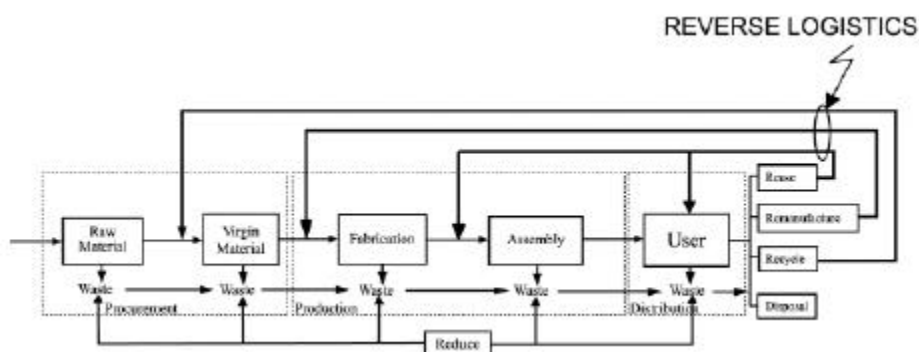 REVERSE LOGISTICS
Reuse
Raw
Material
Virgin
Material
Fabrication
Assembly
User
Remanufacture
Recycle
Waste
Waste
Waste
Waste
Waste
Procurement
Production
Distribution
Disposal
Reduce